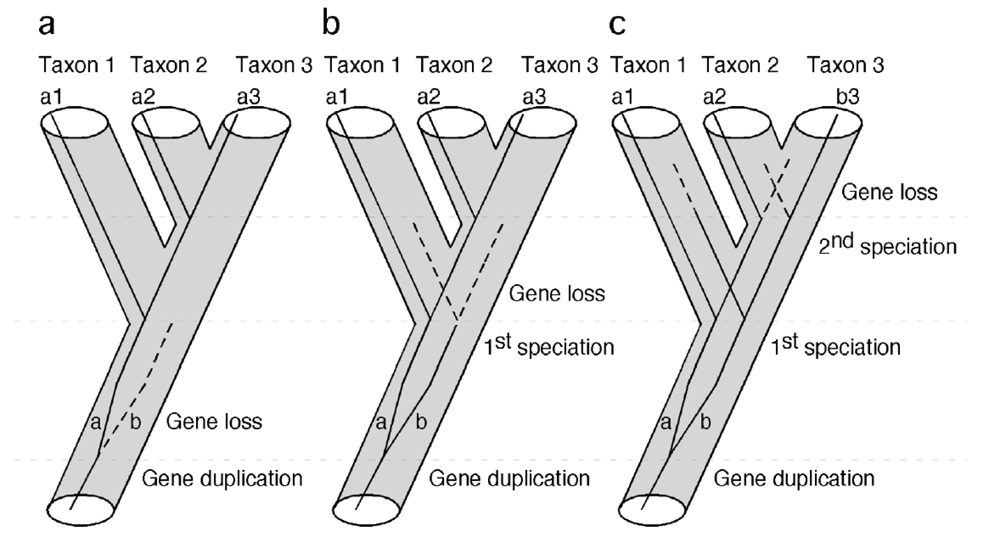 a
b
c
Taxon 1 Taxon 2 Taxon 3 Taxon 1 Taxon 2 Taxon 3 Taxon 1 Taxon 2 Taxon 3
a1 a2 a3 a1 a2 a3 a1 a2 b3
Gene loss
2nd speciation
Gene loss
1st speciation 1st speciation
a b Gene loss a b a b
Gene duplication Gene duplication Gene duplication